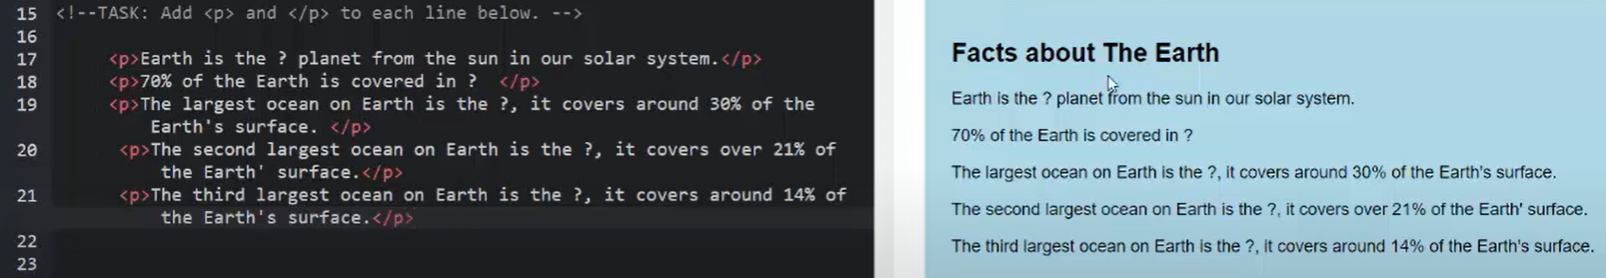 15 <!--TASK: Add <p> and </p> to each line below. -->
16
17 <p>Earth is the ? planet from the sun in our solar system.</p>
18 <p>70% of the Earth is covered in ?  </p>
19 <p>The largest ocean on Earth is the ?, it covers around 30% of the
Earth's surface. </p>
20 <p>The second largest ocean on Earth is the ?, it covers over 21% of
the Earth' surface.</p>
21 <p>The third largest ocean on Earth is the ?, it covers around 14% of
the Earth's surface.</p>
22
23
Facts about The Earth
Earth is the ? planet from the sun in our solar system.
70% of the Earth is covered in ?
The largest ocean on Earth is the ?, it covers around 30% of the Earth's surface.
The second largest ocean on Earth is the ?, it covers over 21% of the Earth' surface.
The third largest ocean on Earth is the ?, it covers around 14% of the Earth's surface.